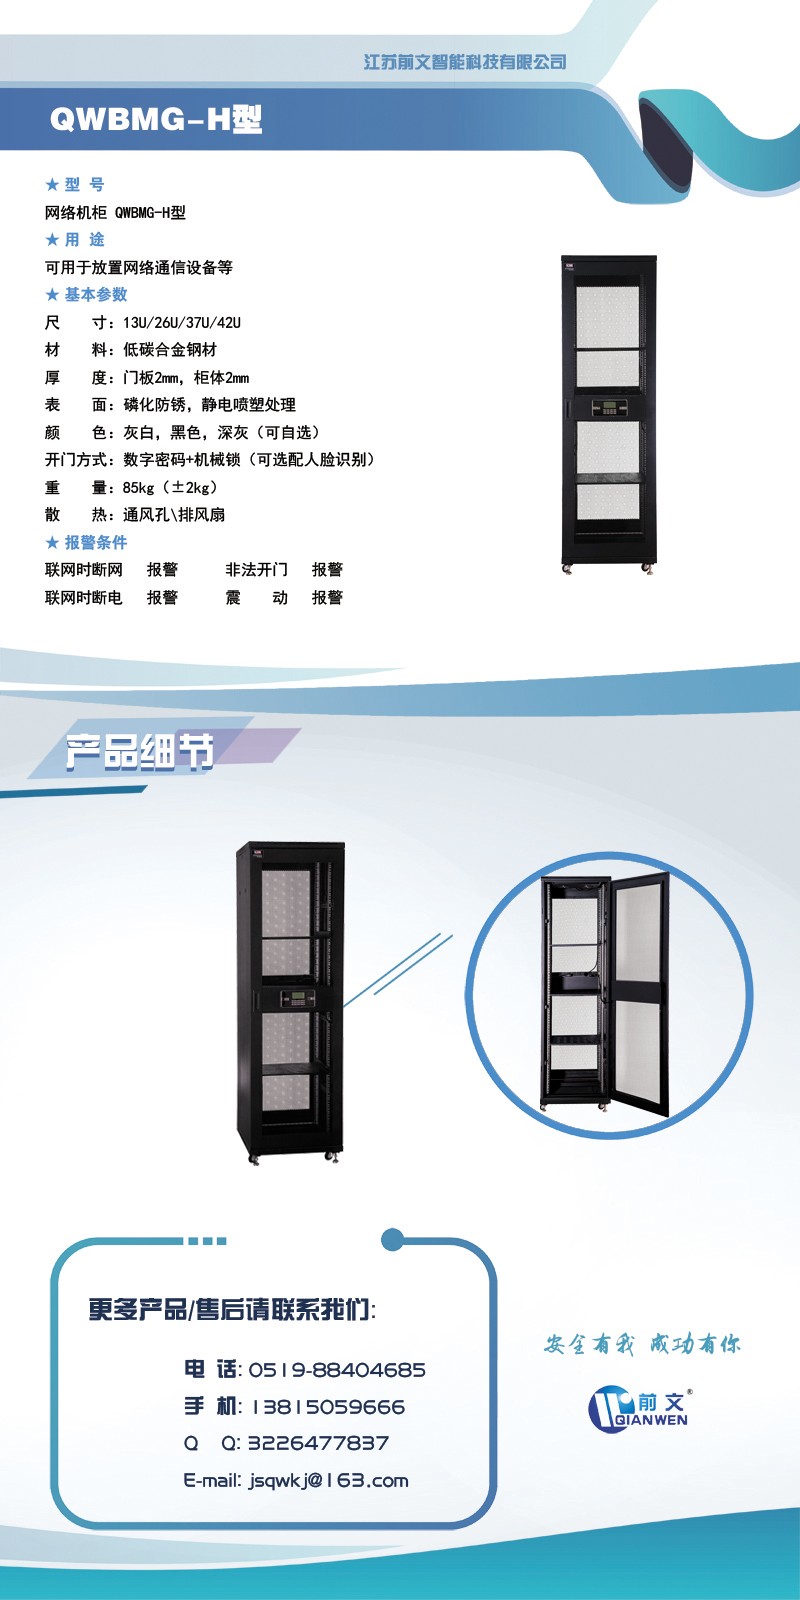 江苏前文智能科技有限公司
QWBMG-H型
★ 型 号
网络机柜 QWBMG-H型
★ 用 途
可用于放置网络通信设备等
★ 基本参数
尺 寸：13U/26U/37U/42U
材 料：低碳合金钢材
厚 度：门板2mm，柜体2mm
表 面：磷化防锈，静电喷塑处理
颜 色：灰白，黑色，深灰（可自选）
开门方式：数字密码+机械锁（可选配人脸识别）
重 量：85kg（±2kg）
散 热：通风孔\排风扇
★ 报警条件
联网时断网 报警 非法开门 报警
联网时断电 报警 震 动 报警
产品细节
更多产品/售后请联系我们:
电 话: 0519-88404685
手 机: 13815059666
Q Q: 3226477837
E-mail: jsqwkj@163.com
安全有我 成功有你
前文®
QIANWEN